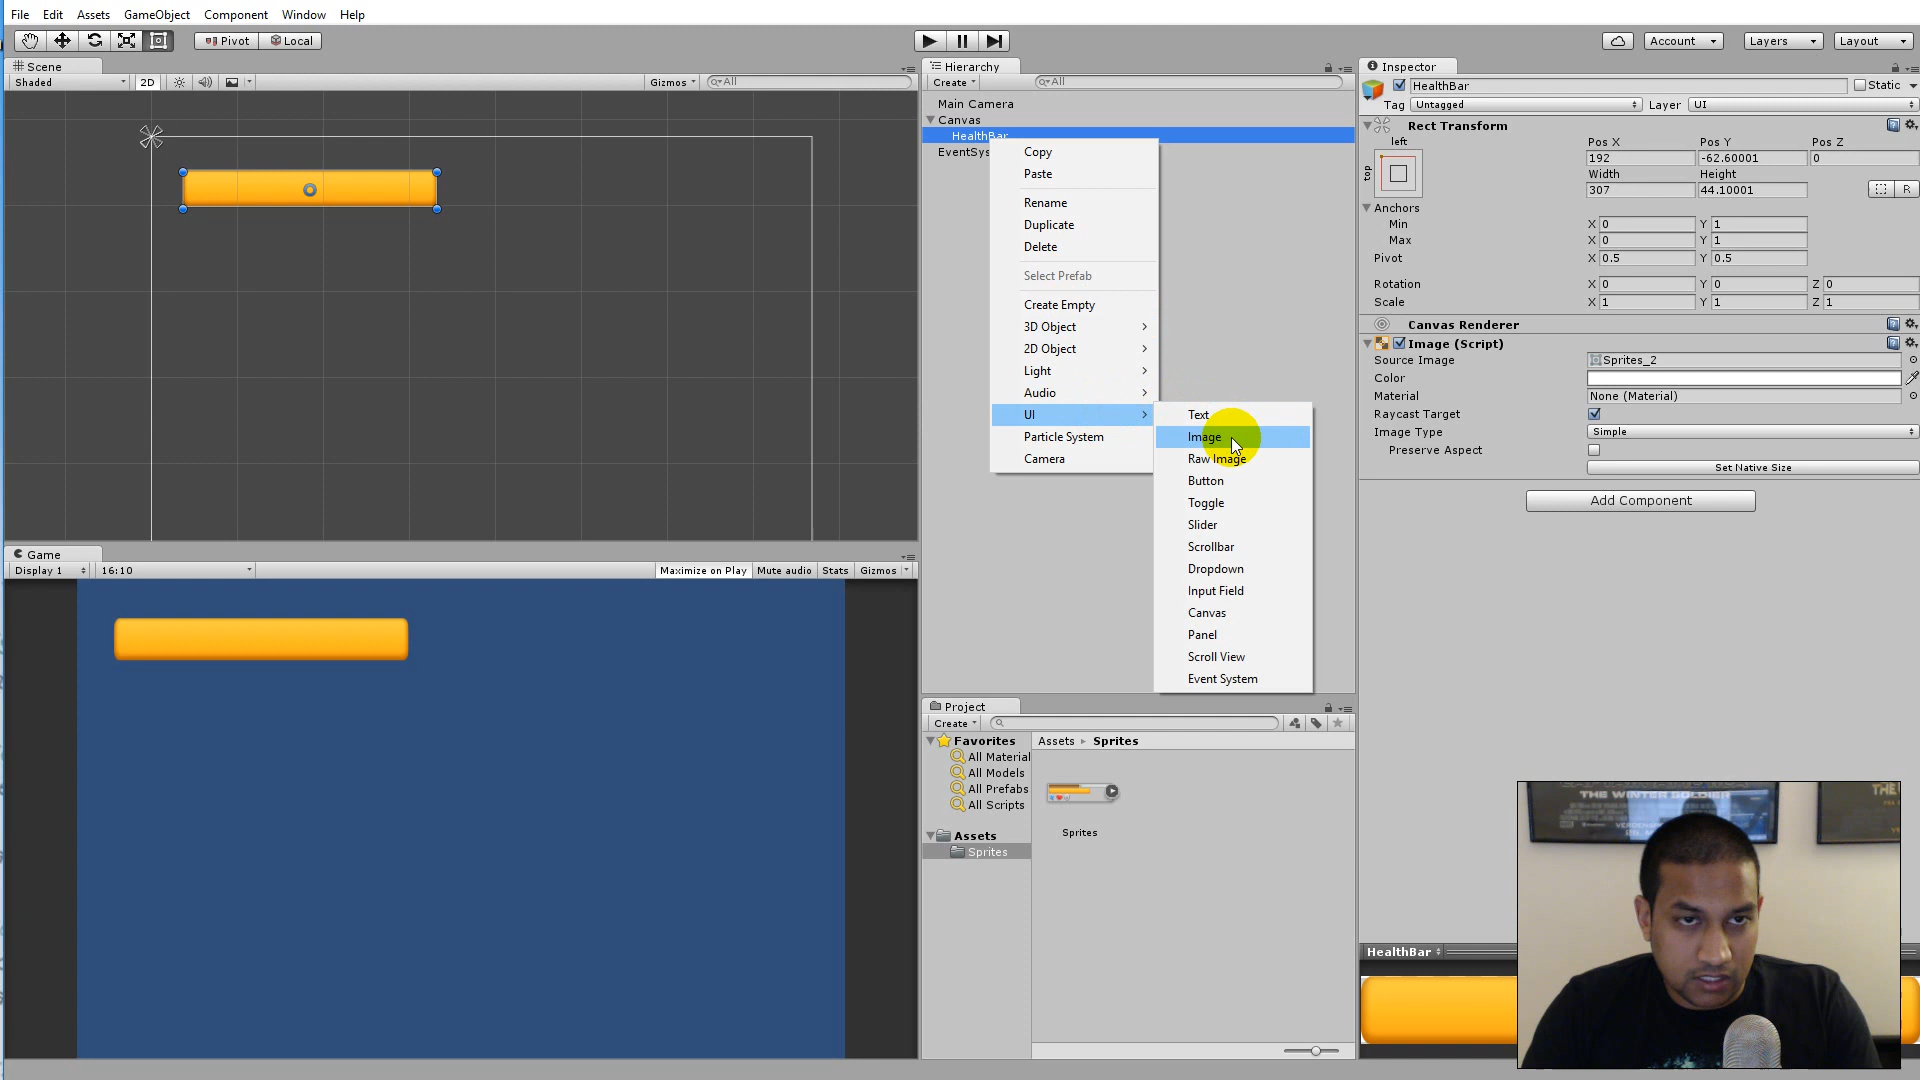 File Edit Assets GameObject Component Window Help
Pivot Local
Account Layers Layout
Scene
Shaded 2D Gizmos All
Hierarchy
Create All
Main Camera
Canvas
HealthBar
EventSys
Copy
Paste
Rename
Duplicate
Delete
Select Prefab
Create Empty
3D Object
2D Object
Light
Audio
UI
Particle System
Camera
Text
Image
Raw Image
Button
Toggle
Slider
Scrollbar
Dropdown
Input Field
Canvas
Panel
Scroll View
Event System
Inspector
HealthBar Static
Tag Untagged Layer UI
Rect Transform
left
top
Pos X Pos Y Pos Z
192 -62.60001 0
Width Height
307 44.10001 R
Anchors
Min X 0 Y 1
Max X 0 Y 1
Pivot X 0.5 Y 0.5
Rotation X 0 Y 0 Z 0
Scale X 1 Y 1 Z 1
Canvas Renderer
Image (Script)
Source Image Sprites_2
Color
Material None (Material)
Raycast Target
Image Type Simple
Preserve Aspect
Set Native Size
Add Component
Game
Display 1 16:10 Maximize on Play Mute audio Stats Gizmos
Project
Create
Favorites
All Material
All Models
All Prefabs
All Scripts
Assets
Sprites
Assets Sprites
Sprites
HealthBar
THE WINTER SOLDIER
THE